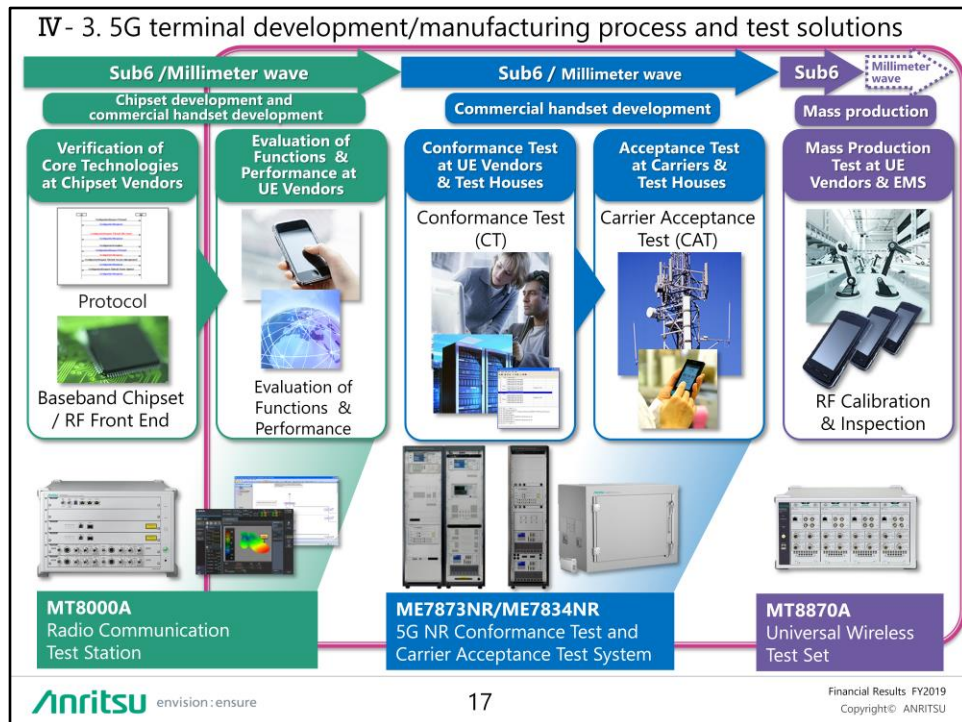 Ⅳ- 3. 5G terminal development/manufacturing process and test solutions
Sub6 /Millimeter wave
Sub6 / Millimeter wave
Sub6
Millimeter
wave
Chipset development and
commercial handset development
Commercial handset development
Mass production
Verification of
Core Technologies
at Chipset Vendors
Protocol
Baseband Chipset
/ RF Front End
Evaluation of
Functions &
Performance at
UE Vendors
Evaluation of
Functions &
Performance
Conformance Test
at UE Vendors
& Test Houses
Conformance Test
(CT)
Acceptance Test
at Carriers &
Test Houses
Carrier Acceptance
Test (CAT)
Mass Production
Test at UE
Vendors & EMS
RF Calibration
& Inspection
MT8000A
Radio Communication
Test Station
ME7873NR/ME7834NR
5G NR Conformance Test and
Carrier Acceptance Test System
MT8870A
Universal Wireless
Test Set
Anritsu envision : ensure
17
Financial Results FY2019
Copyright© ANRITSU